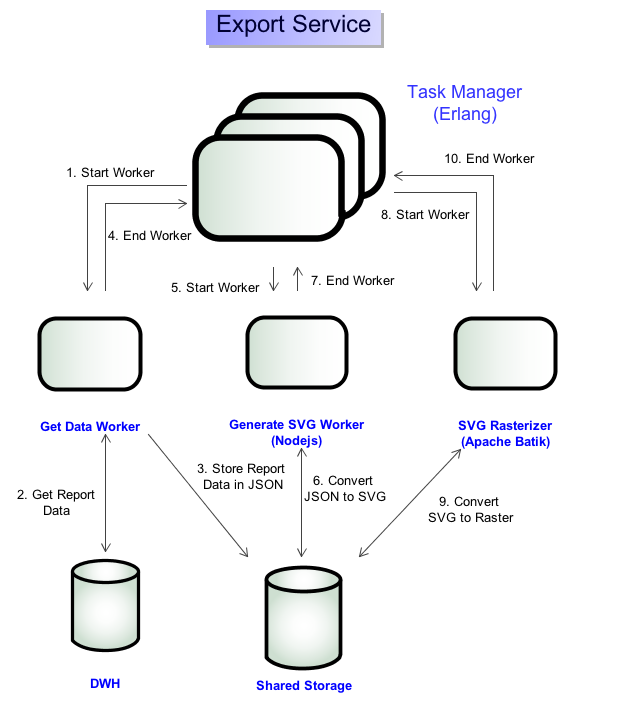 Export Service
Task Manager
(Erlang)
10. End Worker
1. Start Worker
8. Start Worker
4. End Worker
7. End Worker
5. Start Worker
Get Data Worker
Generate SVG Worker
(Nodejs)
SVG Rasterizer
(Apache Batik)
3. Store Report
Data in JSON
6. Convert
JSON to SVG
2. Get Report
Data
9. Convert
SVG to Raster
DWH
Shared Storage